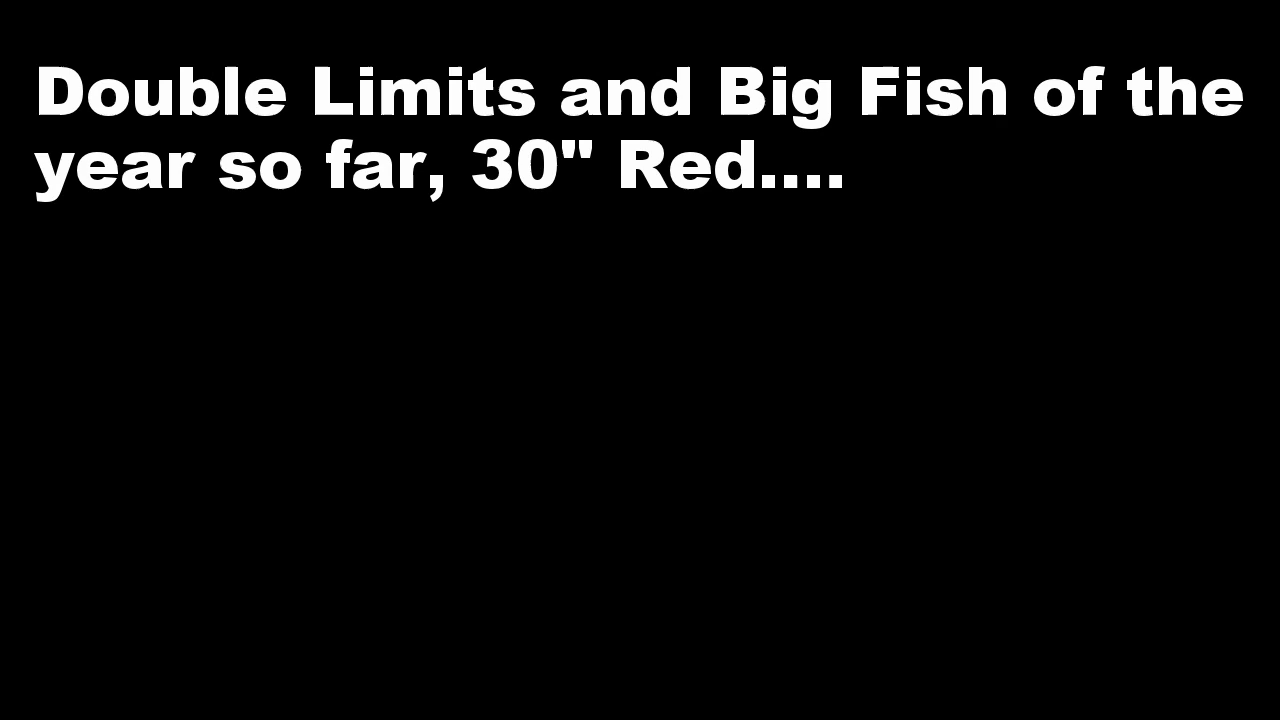 Double Limits and Big Fish of the
year so far, 30" Red....